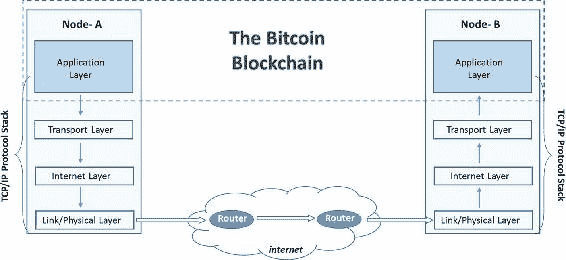 Node- A
Application
Layer
Transport Layer
Internet Layer
Link/Physical Layer
TCP/IP Protocol Stack
The Bitcoin
Blockchain
Router
Router
internet
Node- B
Application
Layer
Transport Layer
Internet Layer
Link/Physical Layer
TCP/IP Protocol Stack